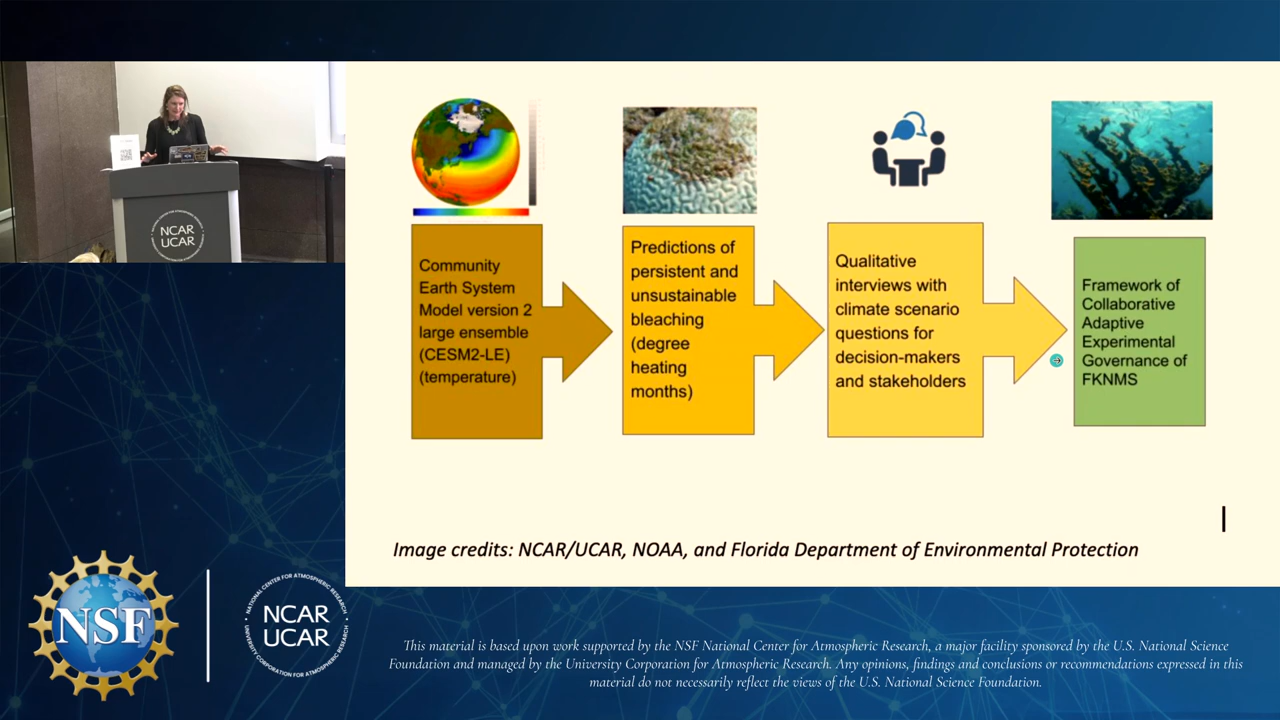 NCAR
UCAR
Community
Earth System
Model version 2
large ensemble
(CESM2-LE)
(temperature)
Predictions of
persistent and
unsustainable
bleaching
(degree
heating
months)
Qualitative
interviews with
climate scenario
questions for
decision-makers
and stakeholders
Framework of
Collaborative
Adaptive
Experimental
Governance of
FKNMS
Image credits: NCAR/UCAR, NOAA, and Florida Department of Environmental Protection
NSF
NATIONAL CENTER FOR ATMOSPHERIC RESEARCH
NCAR
UCAR
UNIVERSITY CORPORATION FOR ATMOSPHERIC RESEARCH
This material is based upon work supported by the NSF National Center for Atmospheric Research, a major facility sponsored by the U.S. National Science
Foundation and managed by the University Corporation for Atmospheric Research. Any opinions, findings and conclusions or recommendations expressed in this
material do not necessarily reflect the views of the U.S. National Science Foundation.